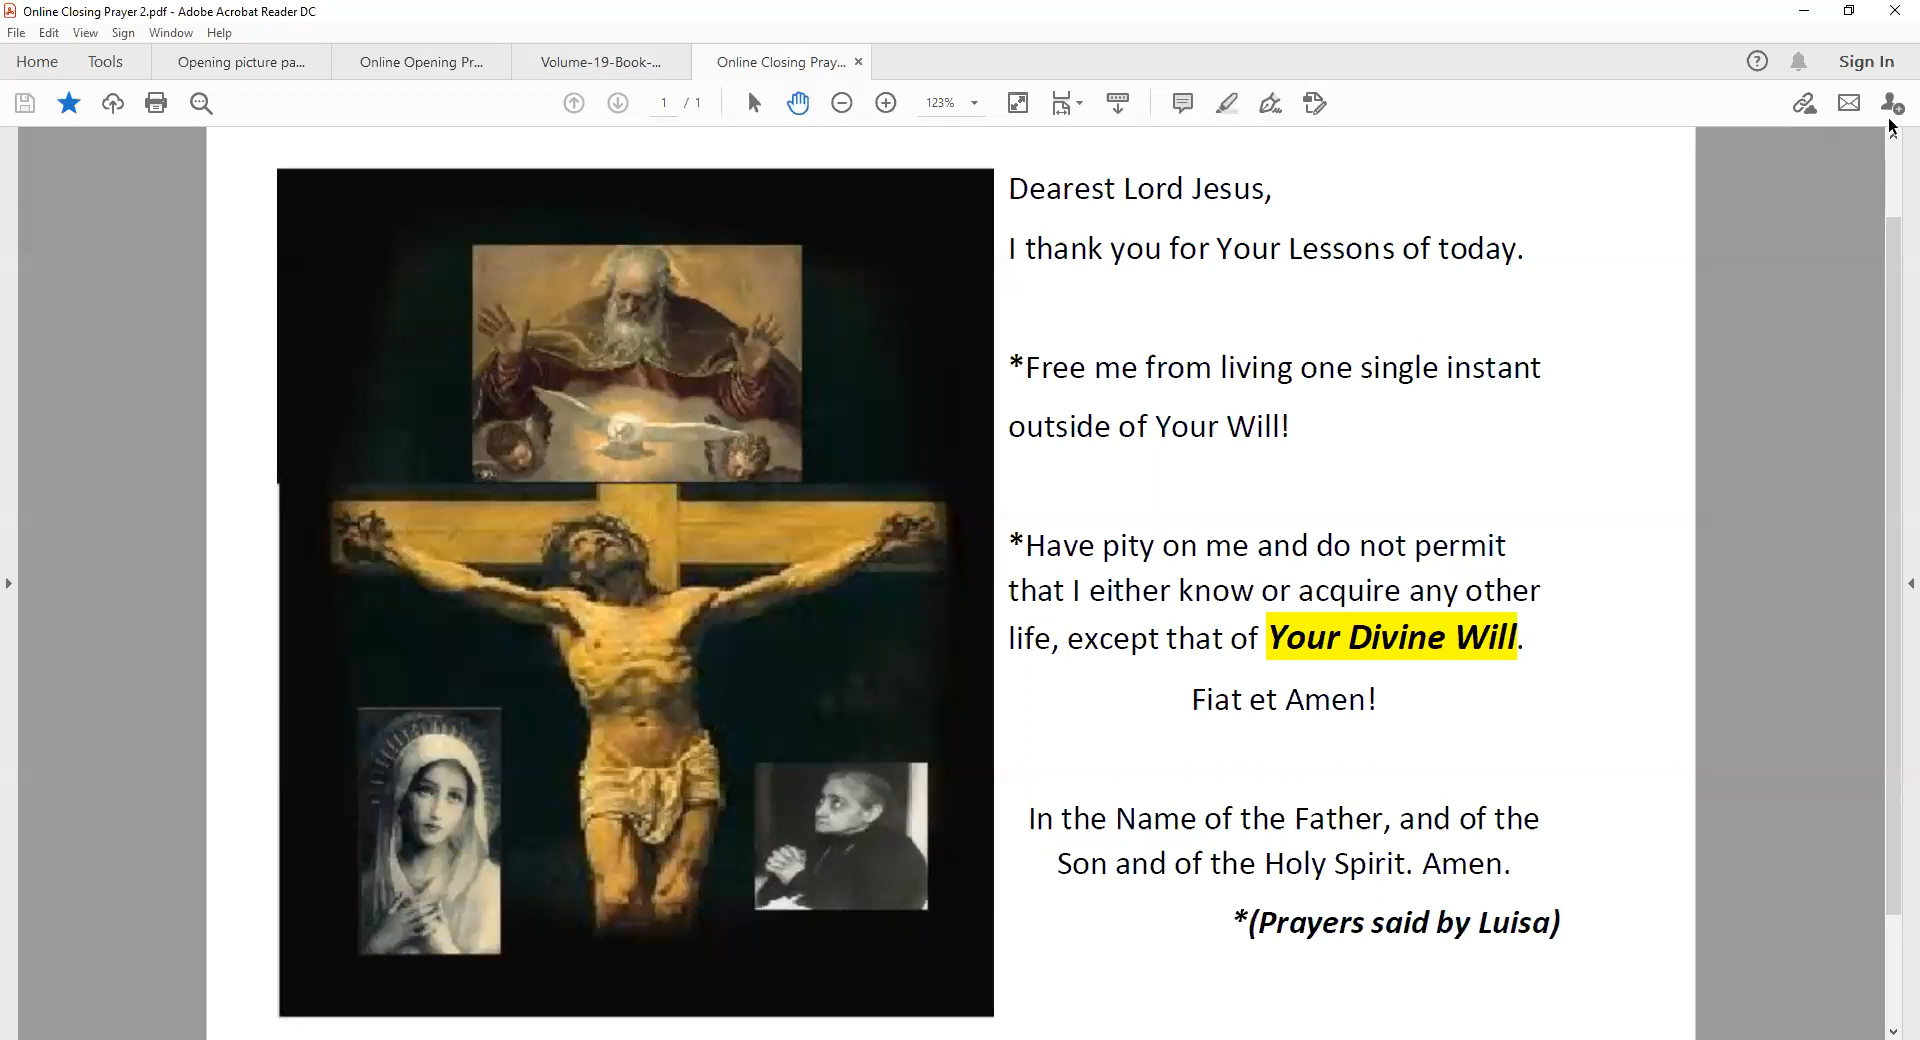 Online Closing Prayer 2.pdf - Adobe Acrobat Reader DC
File Edit View Sign Window Help
Home Tools Opening picture pa... Online Opening Pr... Volume-19-Book-... Online Closing Pray... × Sign In
1 / 1 123%
Dearest Lord Jesus,
I thank you for Your Lessons of today.
*Free me from living one single instant
outside of Your Will!
*Have pity on me and do not permit
that I either know or acquire any other
life, except that of Your Divine Will.
Fiat et Amen!
In the Name of the Father, and of the
Son and of the Holy Spirit. Amen.
*(Prayers said by Luisa)